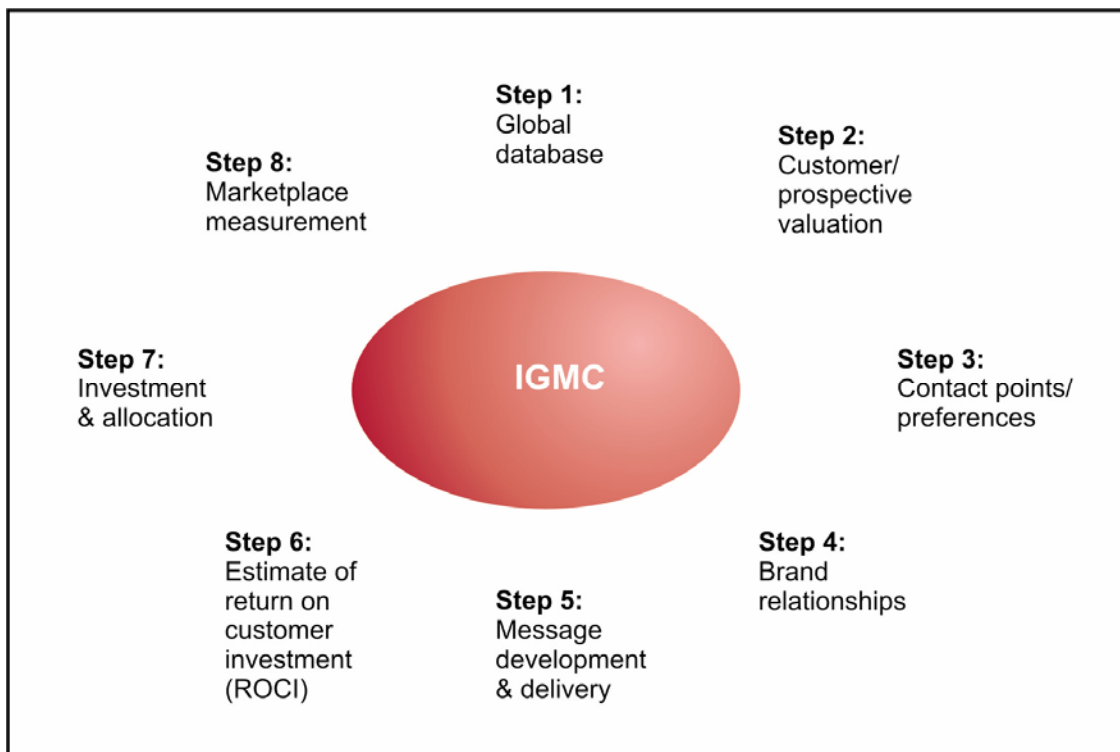 Step 1:
Global
database
Step 2:
Customer/
prospective
valuation
Step 3:
Contact points/
preferences
Step 4:
Brand
relationships
Step 5:
Message
development
& delivery
Step 6:
Estimate of
return on
customer
investment
(ROCI)
Step 7:
Investment
& allocation
Step 8:
Marketplace
measurement
IGMC